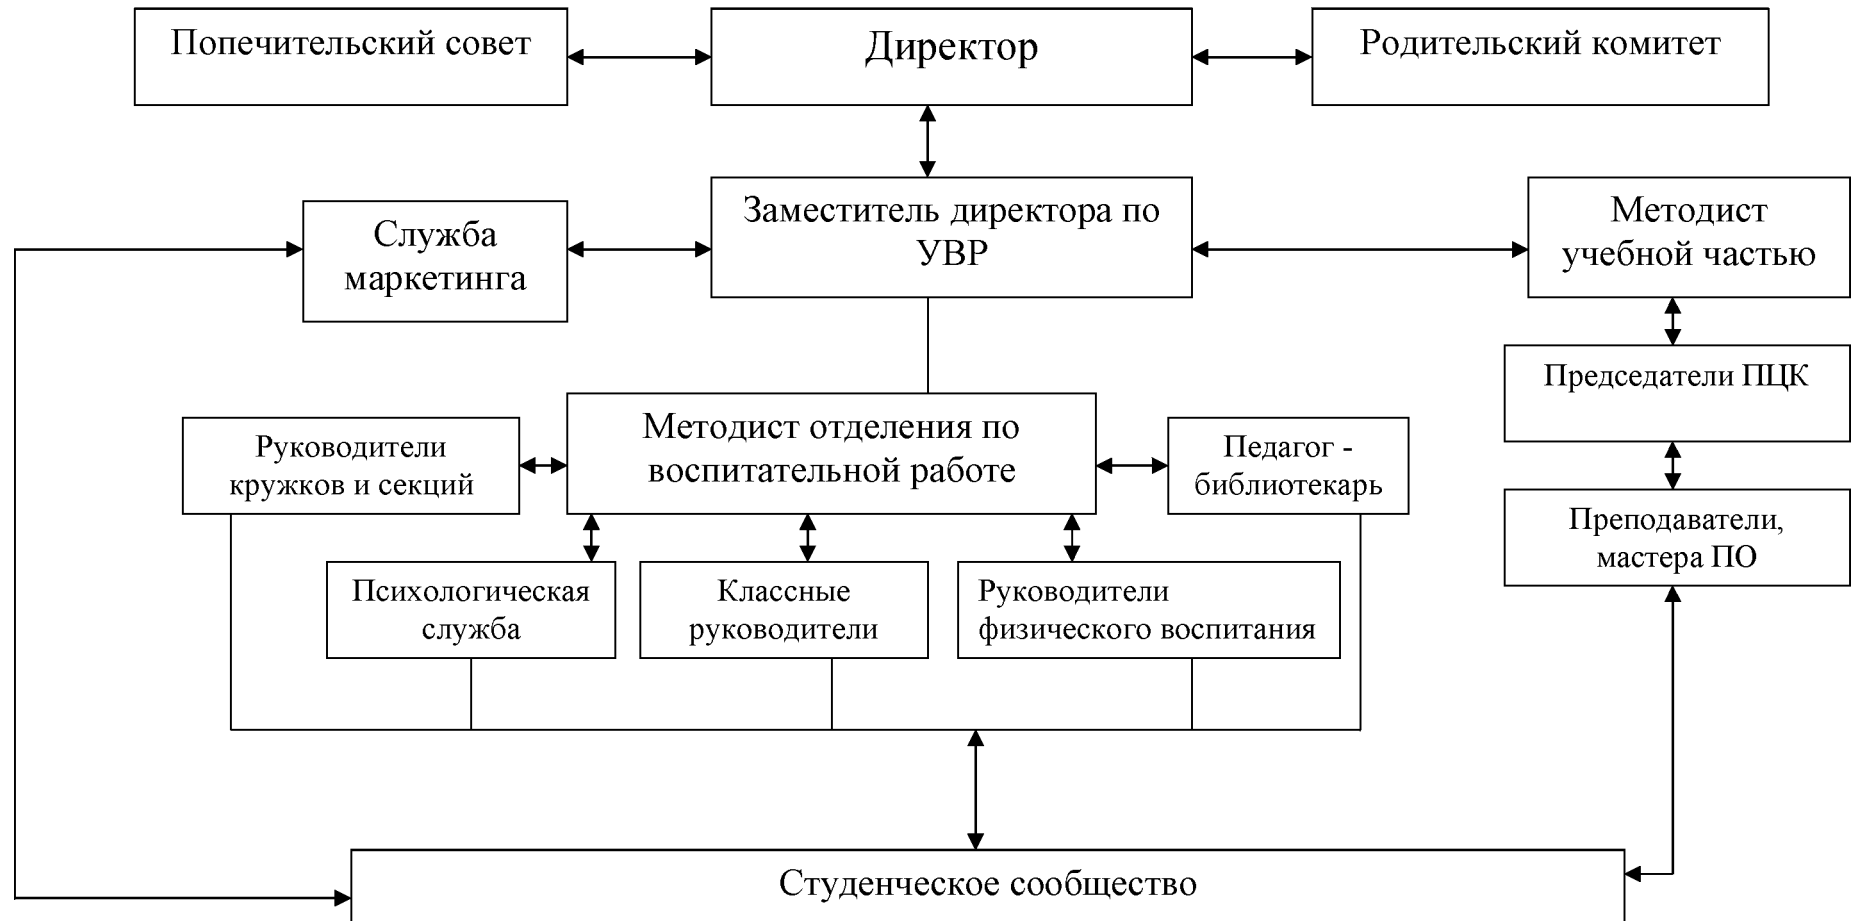 Попечительский совет
Директор
Родительский комитет
Служба
маркетинга
Заместитель директора по
УВР
Методист
учебной частью
Председатели ПЦК
Руководители
кружков и секций
Методист отделения по
воспитательной работе
Педагог -
библиотекарь
Преподаватели,
мастера ПО
Психологическая
служба
Классные
руководители
Руководители
физического воспитания
Студенческое сообщество